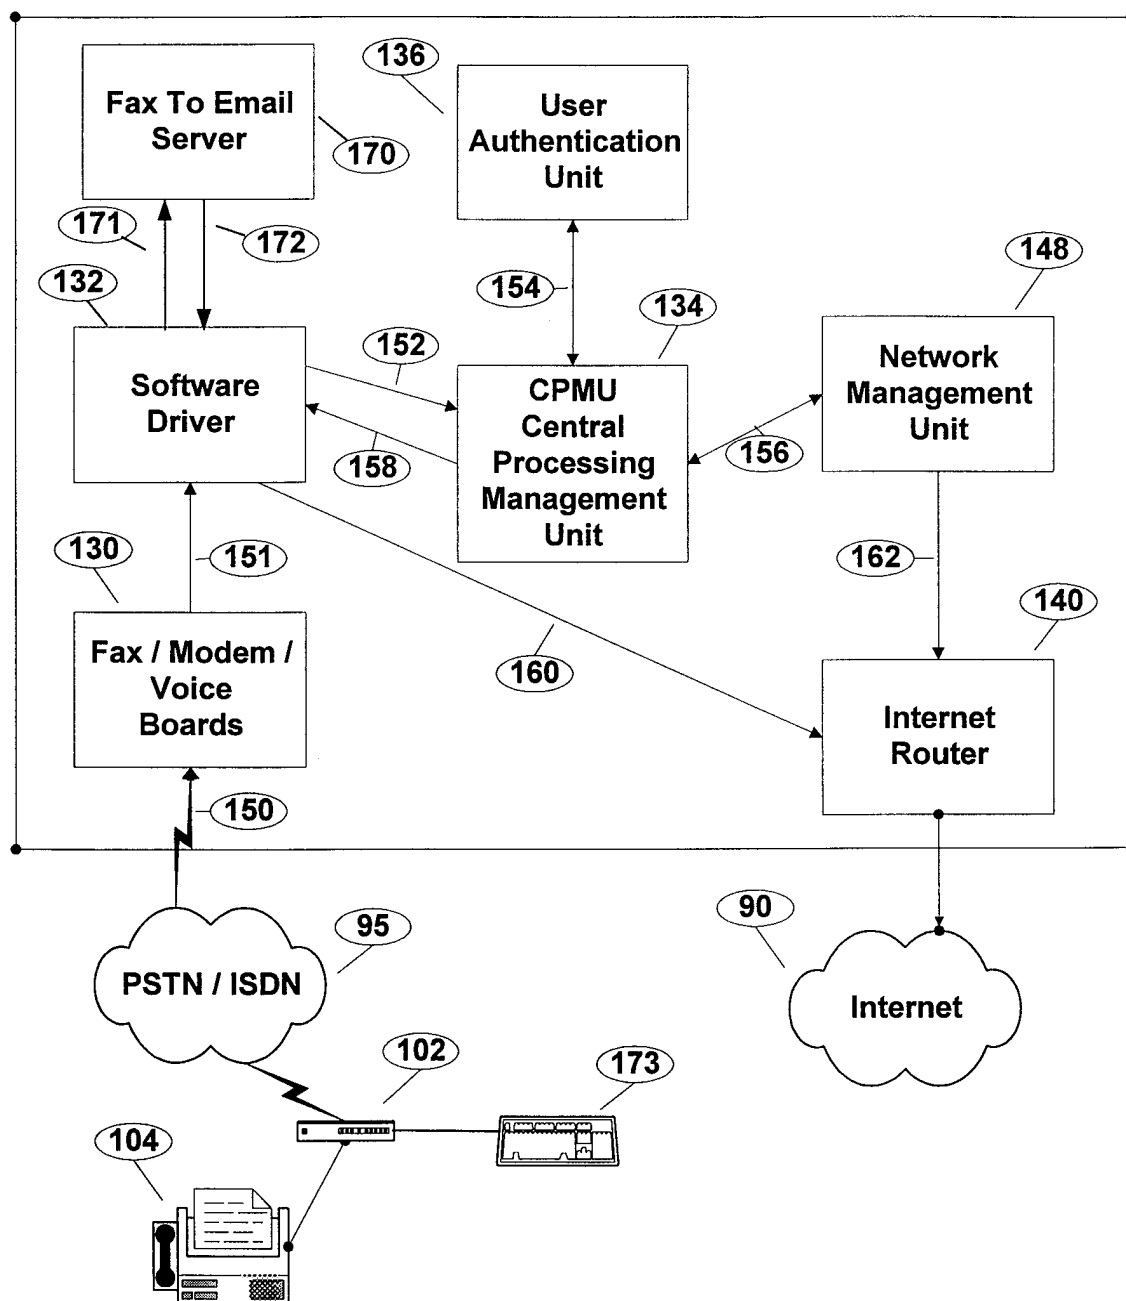 136
Fax To Email
Server
User
Authentication
Unit
170
171
172
148
132
154
134
152
Network
Management
Unit
Software
Driver
CPMU
Central
Processing
Management
Unit
156
158
130
151
162
140
Fax / Modem /
Voice
Boards
160
Internet
Router
150
90
95
PSTN / ISDN
Internet
102
173
104